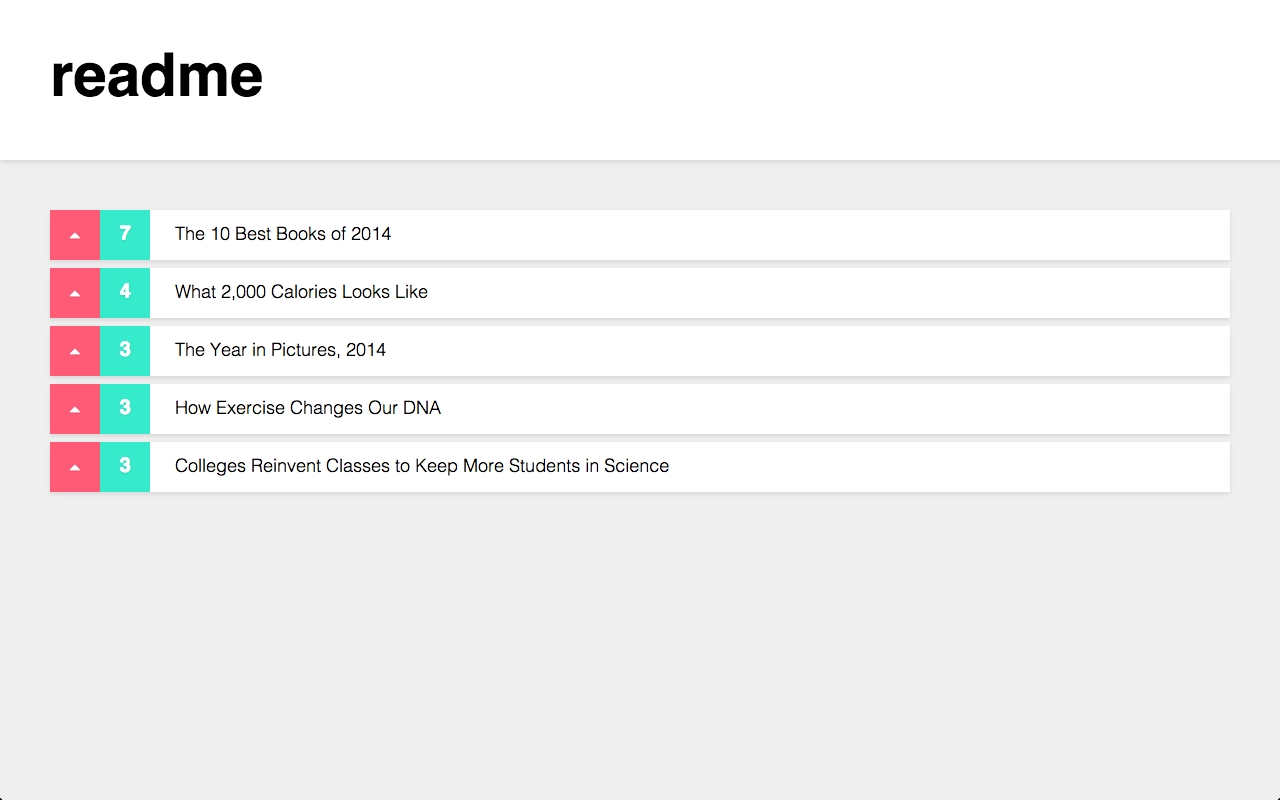 readme
7 The 10 Best Books of 2014
4 What 2,000 Calories Looks Like
3 The Year in Pictures, 2014
3 How Exercise Changes Our DNA
3 Colleges Reinvent Classes to Keep More Students in Science